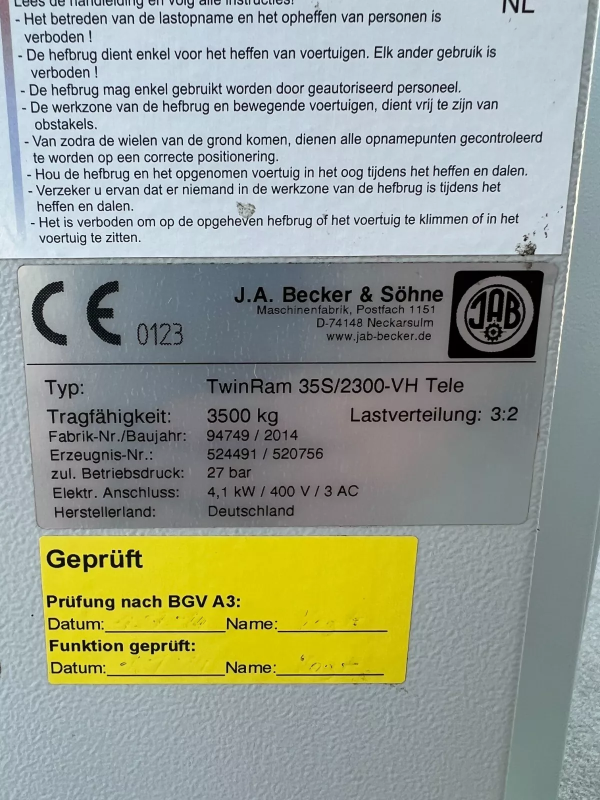 Lees de handleiding en volg alle instructies!
NL
- Het betreden van de lastopname en het opheffen van personen is
verboden !
- De hefbrug dient enkel voor het heffen van voertuigen. Elk ander gebruik is
verboden !
- De hefbrug mag enkel gebruikt worden door geautoriseerd personeel.
- De werkzone van de hefbrug en bewegende voertuigen, dient vrij te zijn van
obstakels.
- Van zodra de wielen van de grond komen, dienen alle opnamepunten gecontroleerd
te worden op een correcte positionering.
- Hou de hefbrug en het opgenomen voertuig in het oog tijdens het heffen en dalen.
- Verzeker u ervan dat er niemand in de werkzone van de hefbrug is tijdens het
heffen en dalen.
- Het is verboden om op de opgeheven hefbrug of het voertuig te klimmen of in het
voertuig te zitten.
CE 0123
J.A. Becker & Söhne
Maschinenfabrik, Postfach 1151
D-74148 Neckarsulm
www.jab-becker.de
JAB
Typ: TwinRam 35S/2300-VH Tele
Tragfähigkeit: 3500 kg Lastverteilung: 3:2
Fabrik-Nr./Baujahr: 94749 / 2014
Erzeugnis-Nr.: 524491 / 520756
zul. Betriebsdruck: 27 bar
Elektr. Anschluss: 4,1 kW / 400 V / 3 AC
Herstellerland: Deutschland
Geprüft
Prüfung nach BGV A3:
Datum: Name:
Funktion geprüft:
Datum: Name: